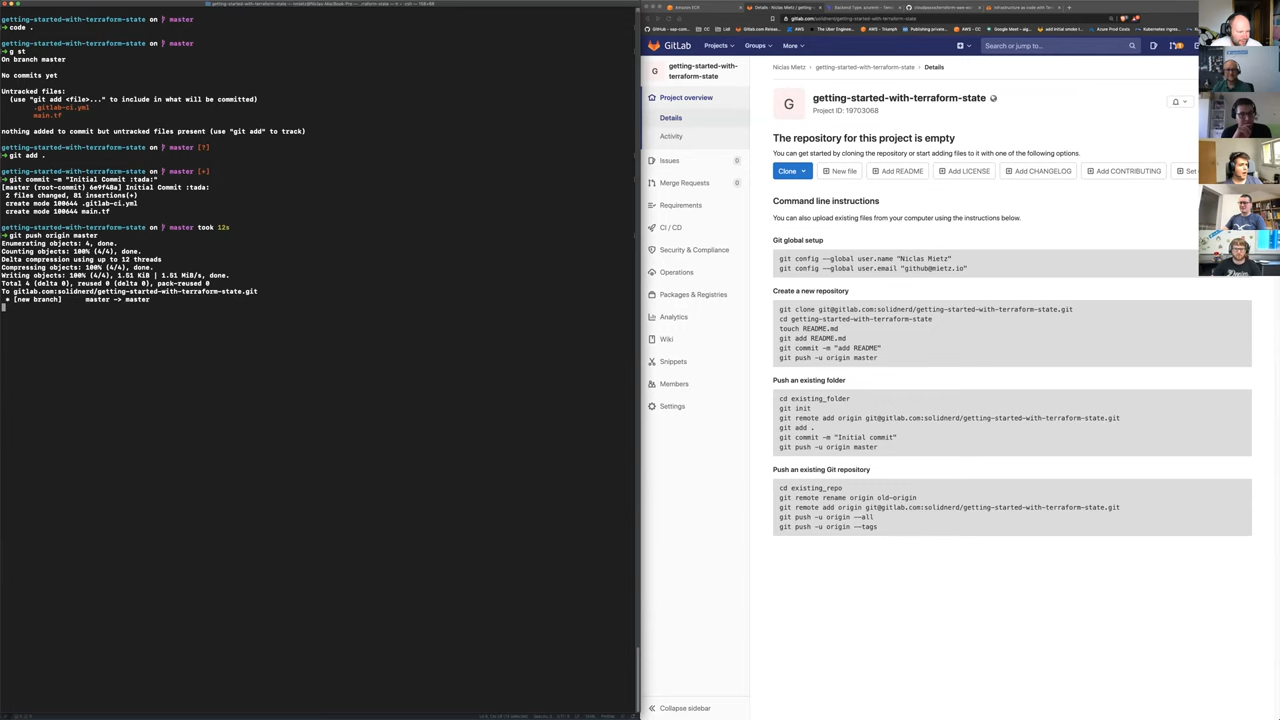 getting-started-with-terraform-state on master
code .
getting-started-with-terraform-state on master
g st
On branch master
No commits yet
Untracked files:
(use "git add <file>..." to include in what will be committed)
.gitlab-ci.yml
main.tf
nothing added to commit but untracked files present (use "git add" to track)
getting-started-with-terraform-state on master [?]
git add .
getting-started-with-terraform-state on master [+]
git commit -m "Initial Commit :tada:"
[master (root-commit) 6e9f48a] Initial Commit :tada:
2 files changed, 81 insertions(+)
create mode 100644 .gitlab-ci.yml
create mode 100644 main.tf
getting-started-with-terraform-state on master took 12s
git push origin master
Enumerating objects: 4, done.
Counting objects: 100% (4/4), done.
Delta compression using up to 12 threads
Compressing objects: 100% (4/4), done.
Writing objects: 100% (4/4), 1.51 KiB | 1.51 MiB/s, done.
Total 4 (delta 0), reused 0 (delta 0), pack-reused 0
To gitlab.com:solidnerd/getting-started-with-terraform-state.git
* [new branch] master -> master
gitlab.com/solidnerd/getting-started-with-terraform-state
GitLab
Projects
Groups
More
Search or jump to...
getting-started-with-terraform-state
Project overview
Details
Activity
Issues 0
Merge Requests 0
Requirements
CI / CD
Security & Compliance
Operations
Packages & Registries
Analytics
Wiki
Snippets
Members
Settings
Collapse sidebar
Niclas Mietz › getting-started-with-terraform-state › Details
G
getting-started-with-terraform-state
Project ID: 19703068
The repository for this project is empty
You can get started by cloning the repository or start adding files to it with one of the following options.
Clone
New file
Add README
Add LICENSE
Add CHANGELOG
Add CONTRIBUTING
Command line instructions
You can also upload existing files from your computer using the instructions below.
Git global setup
git config --global user.name "Niclas Mietz"
git config --global user.email "github@mietz.io"
Create a new repository
git clone git@gitlab.com:solidnerd/getting-started-with-terraform-state.git
cd getting-started-with-terraform-state
touch README.md
git add README.md
git commit -m "add README"
git push -u origin master
Push an existing folder
cd existing_folder
git init
git remote add origin git@gitlab.com:solidnerd/getting-started-with-terraform-state.git
git add .
git commit -m "Initial commit"
git push -u origin master
Push an existing Git repository
cd existing_repo
git remote rename origin old-origin
git remote add origin git@gitlab.com:solidnerd/getting-started-with-terraform-state.git
git push -u origin --all
git push -u origin --tags